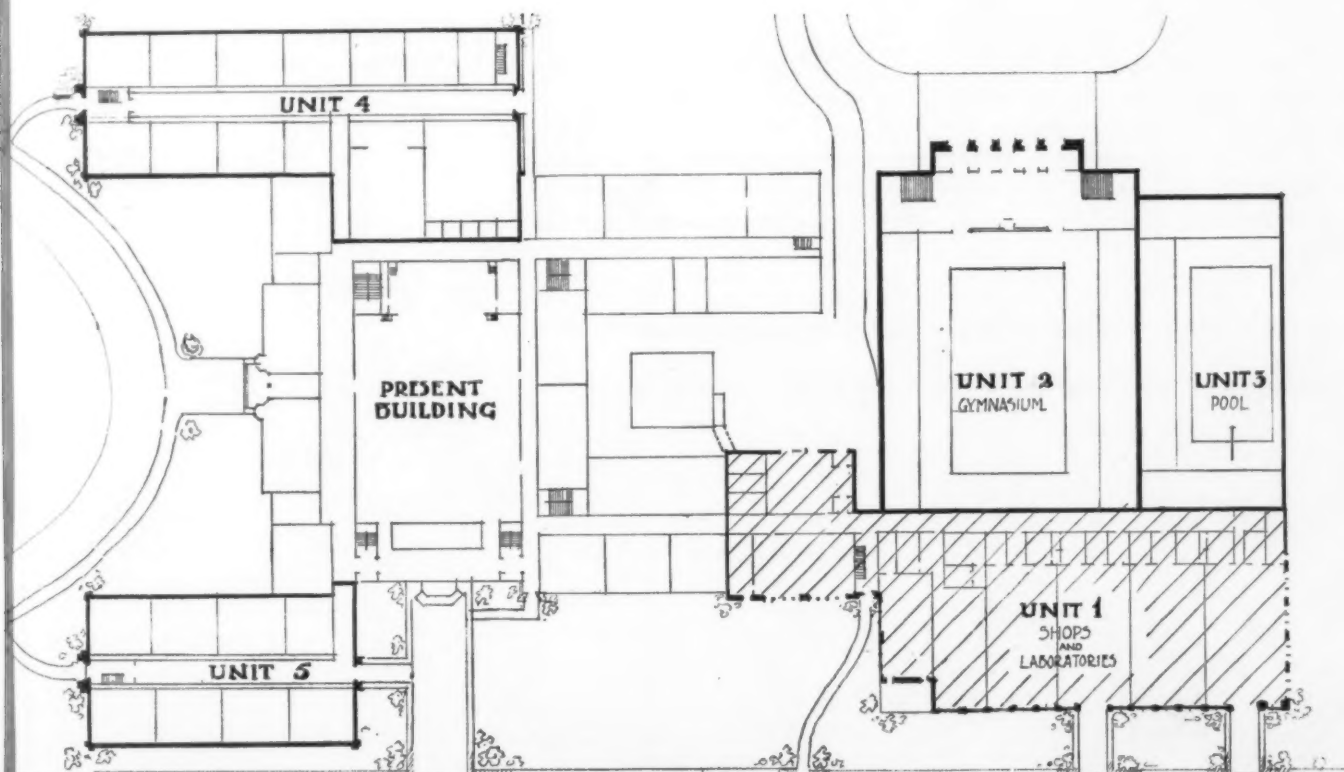 UNIT 4
PRESENT
BUILDING
UNIT 2
GYMNASIUM
UNIT 3
POOL
UNIT 1
SHOPS
AND
LABORATORIES
UNIT 5